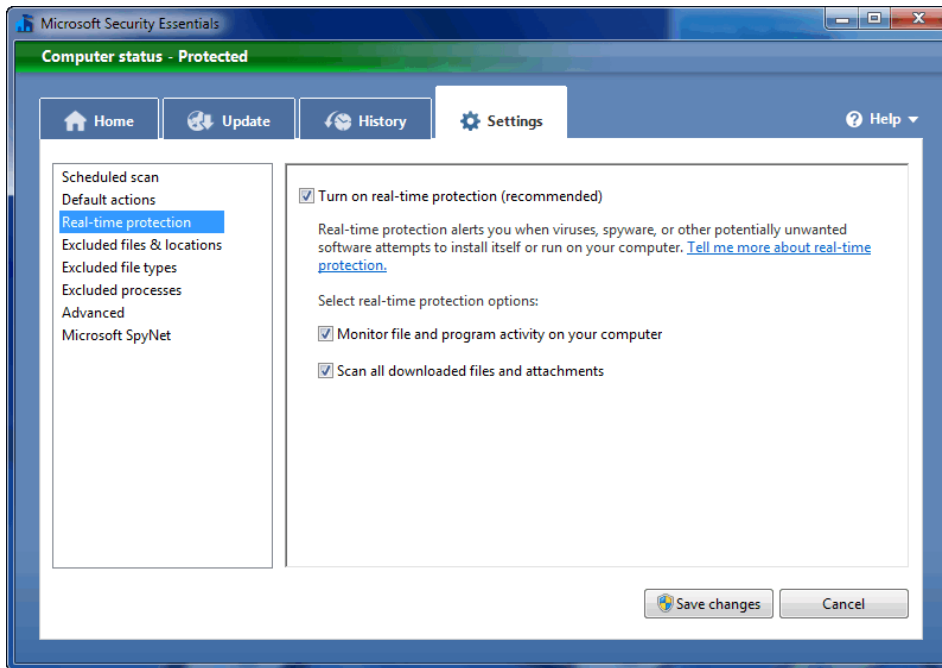 Microsoft Security Essentials
Computer status - Protected
Home
Update
History
Settings
Help
Scheduled scan
Default actions
Real-time protection
Excluded files & locations
Excluded file types
Excluded processes
Advanced
Microsoft SpyNet
Turn on real-time protection (recommended)
Real-time protection alerts you when viruses, spyware, or other potentially unwanted
software attempts to install itself or run on your computer. Tell me more about real-time
protection.
Select real-time protection options:
Monitor file and program activity on your computer
Scan all downloaded files and attachments
Save changes
Cancel